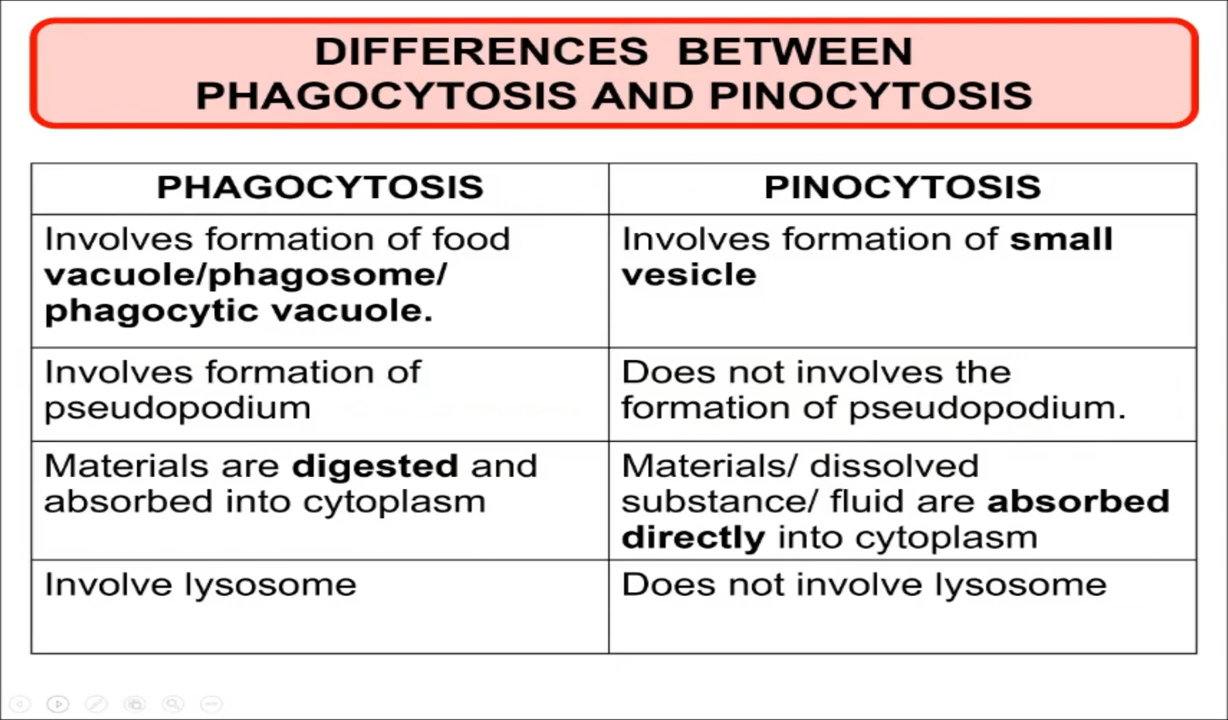 DIFFERENCES BETWEEN
PHAGOCYTOSIS AND PINOCYTOSIS
PHAGOCYTOSIS
PINOCYTOSIS
Involves formation of food
vacuole/phagosome/
phagocytic vacuole.
Involves formation of small
vesicle
Involves formation of
pseudopodium
Does not involves the
formation of pseudopodium.
Materials are digested and
absorbed into cytoplasm
Materials/ dissolved
substance/ fluid are absorbed
directly into cytoplasm
Involve lysosome
Does not involve lysosome